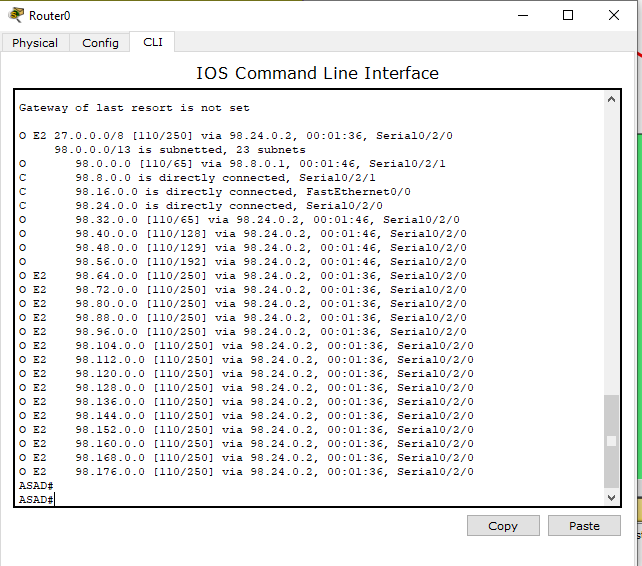 Router0
Physical Config CLI
IOS Command Line Interface
Gateway of last resort is not set
O E2 27.0.0.0/8 [110/250] via 98.24.0.2, 00:01:36, Serial0/2/0
98.0.0.0/13 is subnetted, 23 subnets
O 98.0.0.0 [110/65] via 98.8.0.1, 00:01:46, Serial0/2/1
C 98.8.0.0 is directly connected, Serial0/2/1
C 98.16.0.0 is directly connected, FastEthernet0/0
C 98.24.0.0 is directly connected, Serial0/2/0
O 98.32.0.0 [110/65] via 98.24.0.2, 00:01:46, Serial0/2/0
O 98.40.0.0 [110/128] via 98.24.0.2, 00:01:46, Serial0/2/0
O 98.48.0.0 [110/129] via 98.24.0.2, 00:01:46, Serial0/2/0
O 98.56.0.0 [110/192] via 98.24.0.2, 00:01:46, Serial0/2/0
O E2 98.64.0.0 [110/250] via 98.24.0.2, 00:01:36, Serial0/2/0
O E2 98.72.0.0 [110/250] via 98.24.0.2, 00:01:36, Serial0/2/0
O E2 98.80.0.0 [110/250] via 98.24.0.2, 00:01:36, Serial0/2/0
O E2 98.88.0.0 [110/250] via 98.24.0.2, 00:01:36, Serial0/2/0
O E2 98.96.0.0 [110/250] via 98.24.0.2, 00:01:36, Serial0/2/0
O E2 98.104.0.0 [110/250] via 98.24.0.2, 00:01:36, Serial0/2/0
O E2 98.112.0.0 [110/250] via 98.24.0.2, 00:01:36, Serial0/2/0
O E2 98.120.0.0 [110/250] via 98.24.0.2, 00:01:36, Serial0/2/0
O E2 98.128.0.0 [110/250] via 98.24.0.2, 00:01:36, Serial0/2/0
O E2 98.136.0.0 [110/250] via 98.24.0.2, 00:01:36, Serial0/2/0
O E2 98.144.0.0 [110/250] via 98.24.0.2, 00:01:36, Serial0/2/0
O E2 98.152.0.0 [110/250] via 98.24.0.2, 00:01:36, Serial0/2/0
O E2 98.160.0.0 [110/250] via 98.24.0.2, 00:01:36, Serial0/2/0
O E2 98.168.0.0 [110/250] via 98.24.0.2, 00:01:36, Serial0/2/0
O E2 98.176.0.0 [110/250] via 98.24.0.2, 00:01:36, Serial0/2/0
ASAD#
ASAD#
Copy Paste